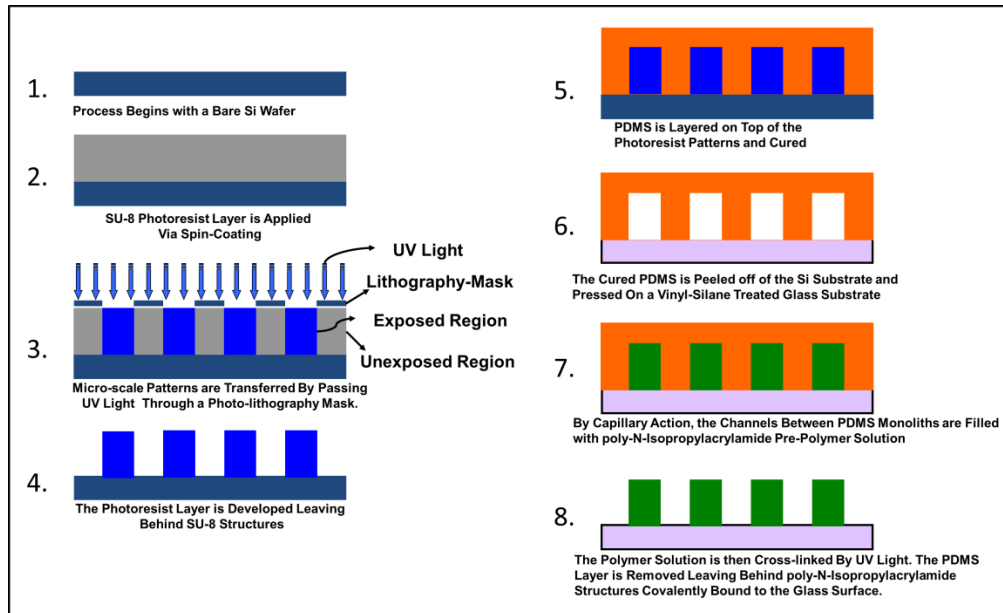 1.
Process Begins with a Bare Si Wafer
2.
SU-8 Photoresist Layer is Applied
Via Spin-Coating
UV Light
Lithography-Mask
Exposed Region
Unexposed Region
3.
Micro-scale Patterns are Transferred By Passing
UV Light Through a Photo-lithography Mask.
4.
The Photoresist Layer is Developed Leaving
Behind SU-8 Structures
5.
PDMS is Layered on Top of the
Photoresist Patterns and Cured
6.
The Cured PDMS is Peeled off of the Si Substrate and
Pressed On a Vinyl-Silane Treated Glass Substrate
7.
By Capillary Action, the Channels Between PDMS Monoliths are Filled
with poly-N-Isopropylacrylamide Pre-Polymer Solution
8.
The Polymer Solution is then Cross-linked By UV Light. The PDMS
Layer is Removed Leaving Behind poly-N-Isopropylacrylamide
Structures Covalently Bound to the Glass Surface.